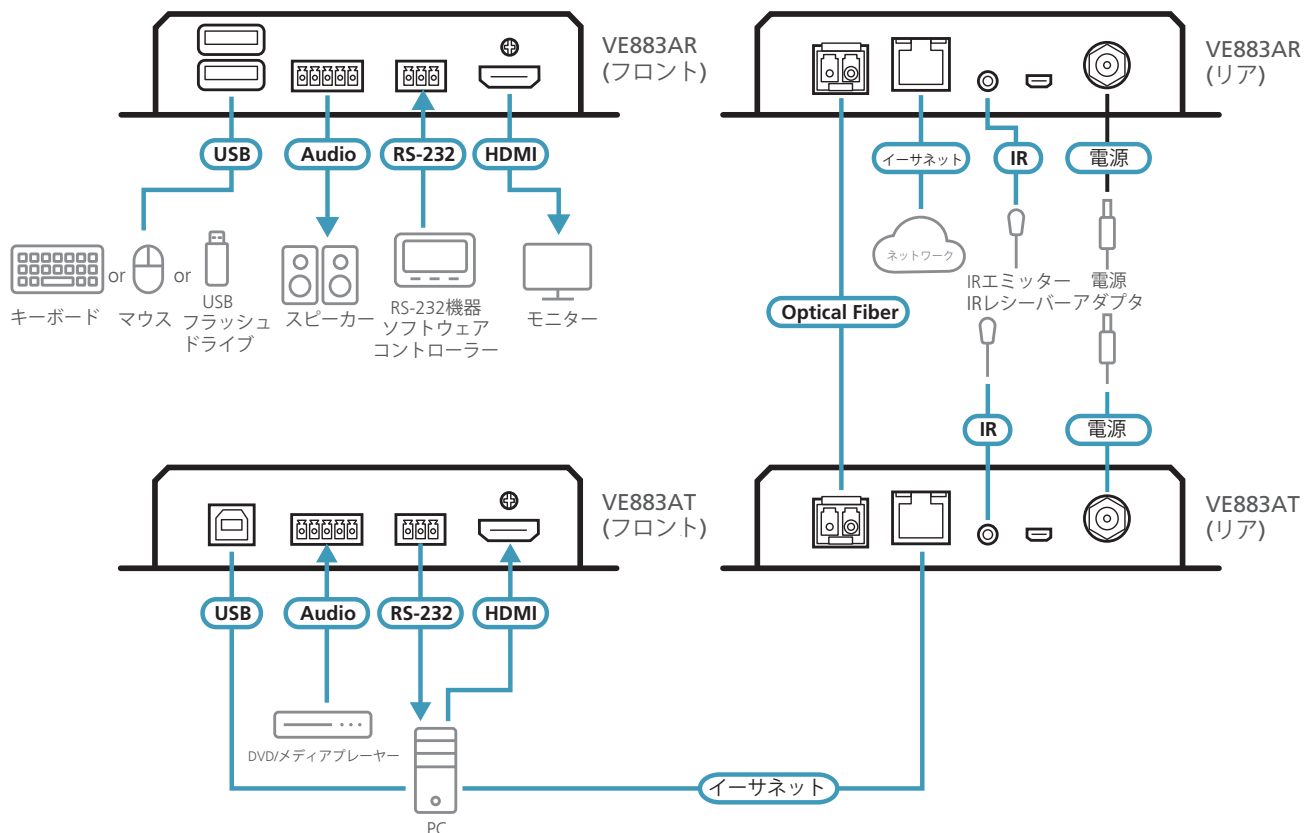 VE883AR
(フロント)
USB
Audio
RS-232
HDMI
or
or
キーボード
マウス
USB
フラッシュ
ドライブ
スピーカー
RS-232機器
ソフトウェア
コントローラー
モニター
VE883AR
(リア)
イーサネット
IR
電源
ネットワーク
IRエミッター
IRレシーバー
電源
アダプタ
Optical Fiber
IR
電源
VE883AT
(フロント)
USB
Audio
RS-232
HDMI
DVD/メディアプレーヤー
PC
VE883AT
(リア)
イーサネット